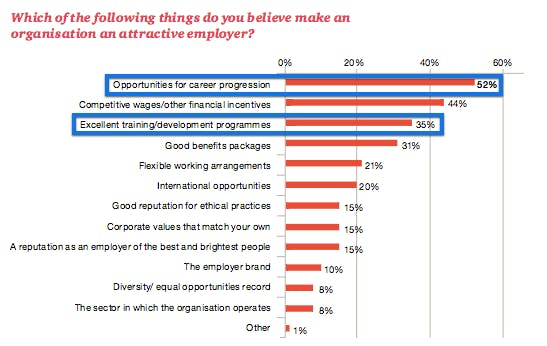 Which of the following things do you believe make an
organisation an attractive employer?
0% 20% 40% 60%
Opportunities for career progression 52%
Competitive wages/other financial incentives 44%
Excellent training/development programmes 35%
Good benefits packages 31%
Flexible working arrangements 21%
International opportunities 20%
Good reputation for ethical practices 15%
Corporate values that match your own 15%
A reputation as an employer of the best and brightest people 15%
The employer brand 10%
Diversity/ equal opportunities record 8%
The sector in which the organisation operates 8%
Other 1%